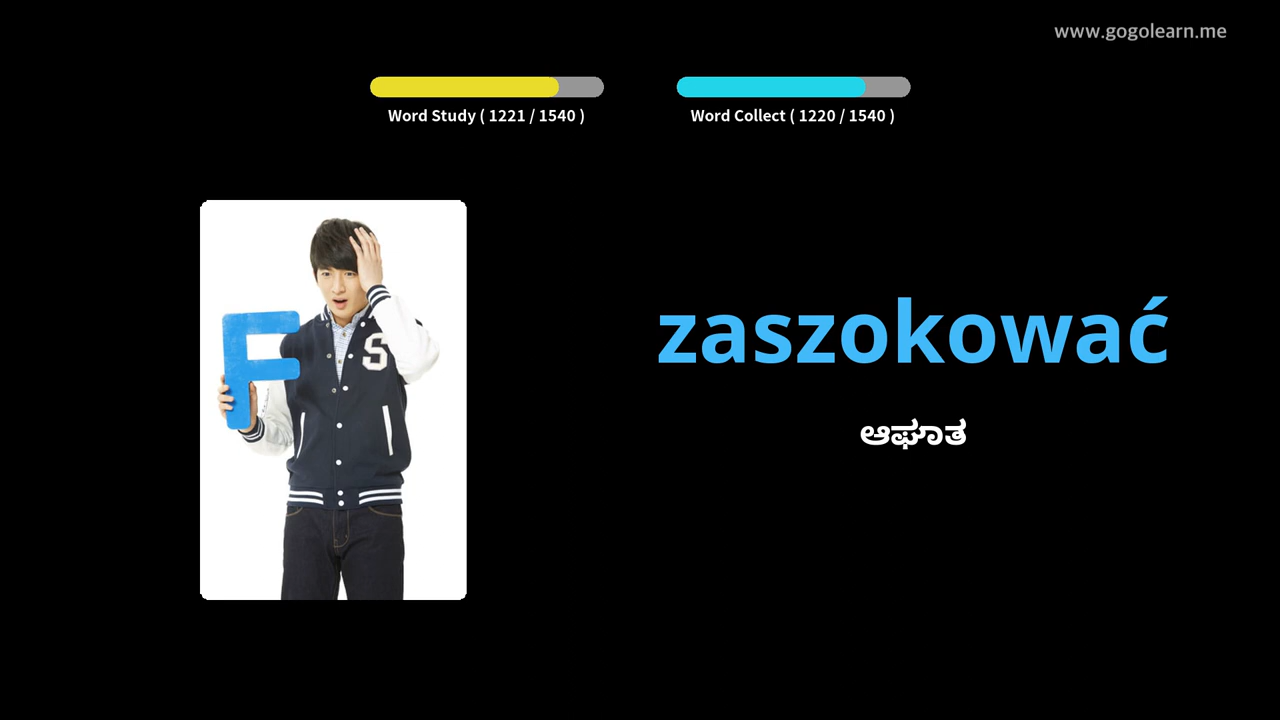 www.gogolearn.me
Word Study ( 1221 / 1540 )
Word Collect ( 1220 / 1540 )
F
S
zaszokować
ಆಘಾತ